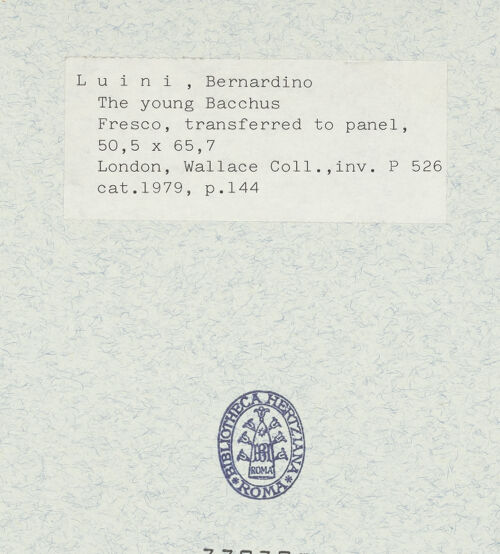 L u i n i , Bernardino
The young Bacchus
Fresco, transferred to panel,
50,5 x 65,7
London, Wallace Coll.,inv. P 526
cat.1979, p.144
BIBLIOTHECA HERTZIANA
BH
ROMA
* ROMA *